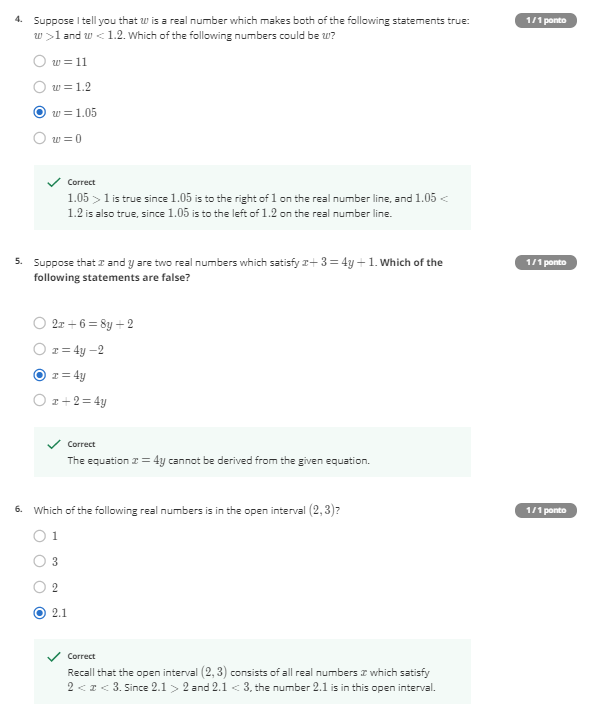 4. Suppose I tell you that w is a real number which makes both of the following statements true:
1 / 1 ponto
w >1 and w < 1.2. Which of the following numbers could be w?
w = 11
w = 1.2
w = 1.05
w = 0
Correct
1.05 > 1 is true since 1.05 is to the right of 1 on the real number line, and 1.05 <
1.2 is also true, since 1.05 is to the left of 1.2 on the real number line.
5. Suppose that x and y are two real numbers which satisfy x+ 3 = 4y + 1. Which of the
1 / 1 ponto
following statements are false?
2x + 6 = 8y + 2
x = 4y −2
x = 4y
x + 2 = 4y
Correct
The equation x = 4y cannot be derived from the given equation.
6. Which of the following real numbers is in the open interval (2, 3)?
1 / 1 ponto
1
3
2
2.1
Correct
Recall that the open interval (2, 3) consists of all real numbers x which satisfy
2 < x < 3. Since 2.1 > 2 and 2.1 < 3, the number 2.1 is in this open interval.